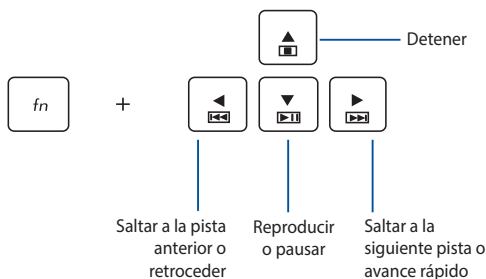 Detener
fn
+
Saltar a la pista
anterior o
retroceder
Reproducir
o pausar
Saltar a la
siguiente pista o
avance rápido